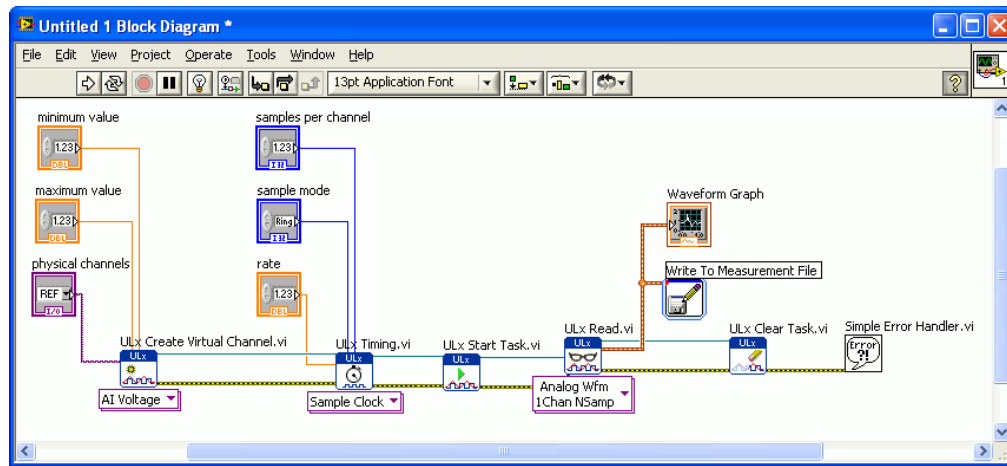 Untitled 1 Block Diagram *
File Edit View Project Operate Tools Window Help
13pt Application Font
?
1
minimum value
1.23
DBL
samples per channel
1.23
I32
maximum value
1.23
DBL
sample mode
Ring
I32
Waveform Graph
physical channels
REF
I/O
rate
1.23
DBL
Write To Measurement File
ULx Create Virtual Channel.vi
ULx
AI Voltage
ULx Timing.vi
ULx
Sample Clock
ULx Start Task.vi
ULx
ULx Read.vi
ULx
Analog Wfm
1Chan NSamp
ULx Clear Task.vi
ULx
Simple Error Handler.vi
Error
?!